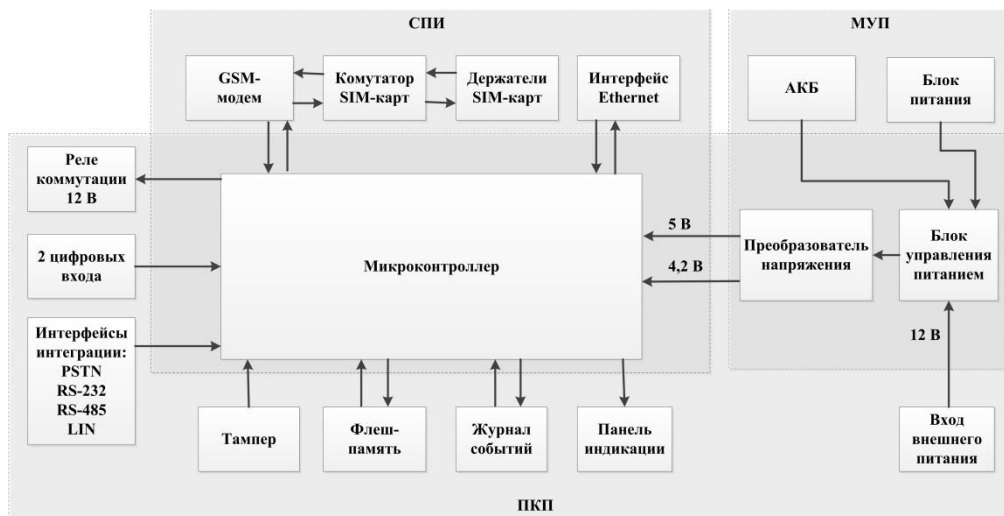 СПИ
МУП
GSM-
модем
Комутатор
SIM-карт
Держатели
SIM-карт
Интерфейс
Ethernet
АКБ
Блок
питания
Реле
коммутации
12 В
2 цифровых
входа
Интерфейсы
интеграции:
PSTN
RS-232
RS-485
LIN
Микроконтроллер
5 В
4,2 В
Преобразователь
напряжения
Блок
управления
питанием
12 В
Тампер
Флеш-
память
Журнал
событий
Панель
индикации
Вход
внешнего
питания
ПКП